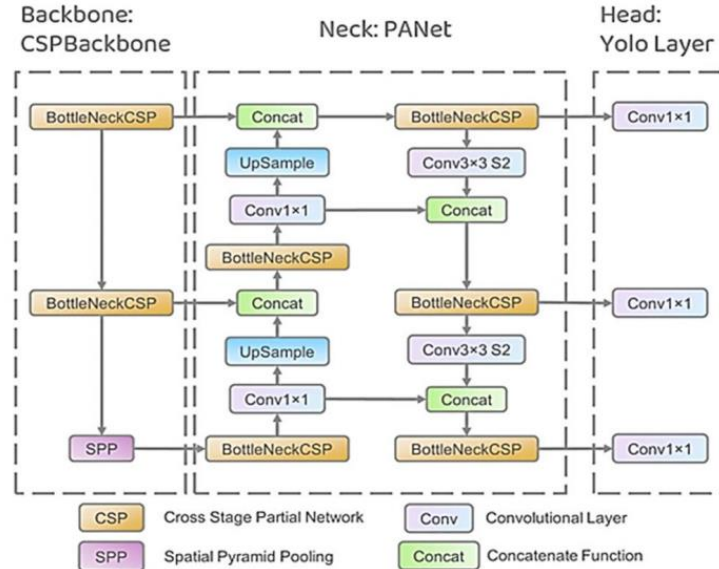 Backbone:
CSPBackbone
Neck: PANet
Head:
Yolo Layer
BottleNeckCSP
Concat
BottleNeckCSP
Conv1×1
UpSample
Conv3×3 S2
Conv1×1
Concat
BottleNeckCSP
BottleNeckCSP
Concat
BottleNeckCSP
Conv1×1
UpSample
Conv3×3 S2
Conv1×1
Concat
SPP
BottleNeckCSP
BottleNeckCSP
Conv1×1
CSP
Cross Stage Partial Network
Conv
Convolutional Layer
SPP
Spatial Pyramid Pooling
Concat
Concatenate Function